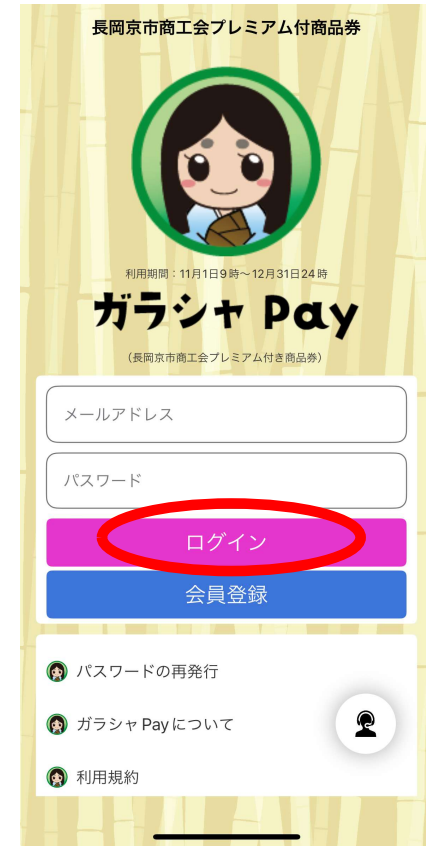 長岡京市商工会プレミアム付商品券
利用期間：11月1日9時〜12月31日24時
ガラシャ Pay
（長岡京市商工会プレミアム付き商品券）
メールアドレス
パスワード
ログイン
会員登録
パスワードの再発行
ガラシャ Payについて
利用規約